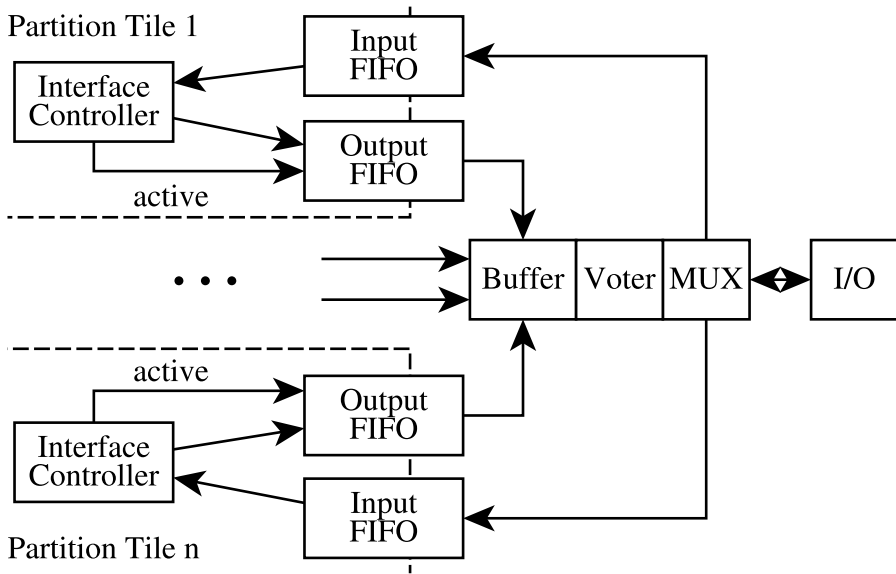 Partition Tile 1
Input
FIFO
Interface
Controller
Output
FIFO
active
...
Buffer
Voter
MUX
I/O
active
Output
FIFO
Interface
Controller
Input
FIFO
Partition Tile n